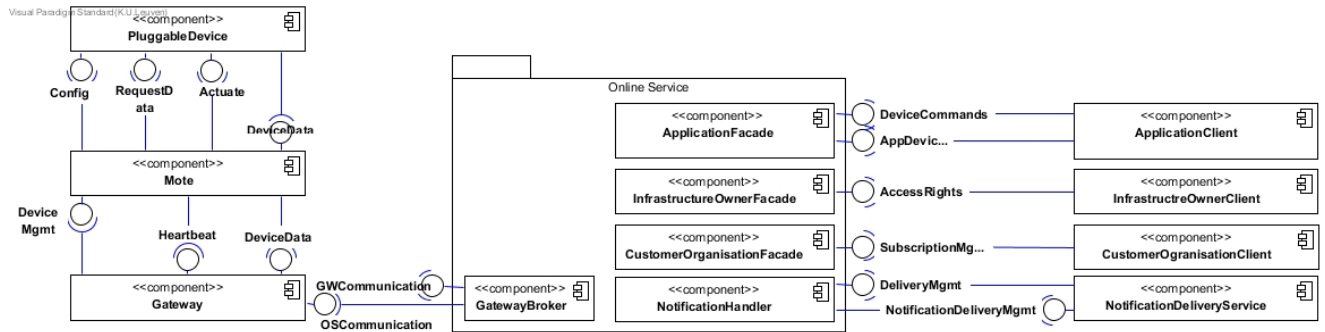 Visual Paradigm Standard(K.U.Leuven)
<<component>>
PluggableDevice
Config
RequestD
ata
Actuate
DeviceData
<<component>>
Mote
Device
Mgmt
Heartbeat
DeviceData
<<component>>
Gateway
GWCommunication
OSCommunication
Online Service
<<component>>
GatewayBroker
<<component>>
ApplicationFacade
<<component>>
InfrastructureOwnerFacade
<<component>>
CustomerOrganisationFacade
<<component>>
NotificationHandler
DeviceCommands
AppDevic...
AccessRights
SubscriptionMg...
DeliveryMgmt
NotificationDeliveryMgmt
<<component>>
ApplicationClient
<<component>>
InfrastructreOwnerClient
<<component>>
CustomerOgrganisationClient
<<component>>
NotificationDeliveryService